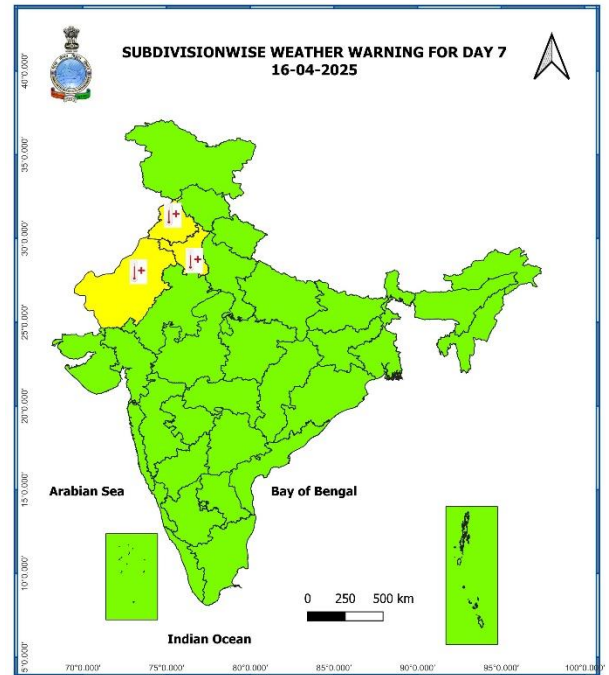 SUBDIVISIONWISE WEATHER WARNING FOR DAY 7
16-04-2025
40°0.000'
35°0.000'
30°0.000'
25°0.000'
20°0.000'
15°0.000'
10°0.000'
5°0.000'
Arabian Sea
Bay of Bengal
0 250 500 km
Indian Ocean
70°0.000' 75°0.000' 80°0.000' 85°0.000' 90°0.000' 95°0.000' 100°0.000'